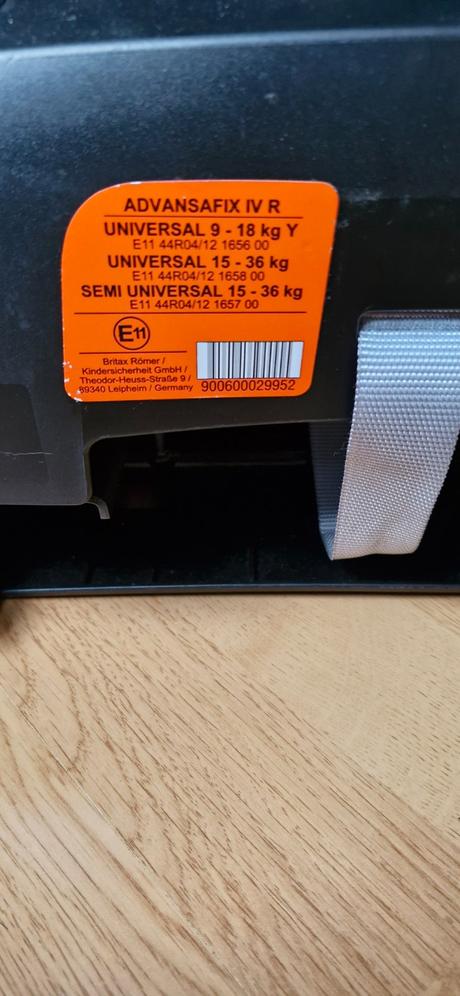 ADVANSAFIX IV R
UNIVERSAL 9 - 18 kg Y
E11 44R04/12 1656 00
UNIVERSAL 15 - 36 kg
E11 44R04/12 1658 00
SEMI UNIVERSAL 15 - 36 kg
E11 44R04/12 1657 00
E11
Britax Römer /
Kindersicherheit GmbH /
Theodor-Heuss-Straße 9 /
89340 Leipheim / Germany
900600029952